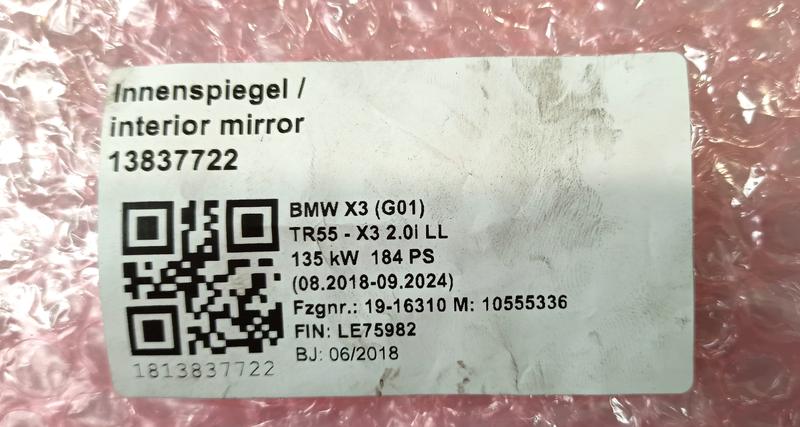 Innenspiegel /
interior mirror
13837722
BMW X3 (G01)
TR55 - X3 2.0i LL
135 kW 184 PS
(08.2018-09.2024)
Fzgnr.: 19-16310 M: 10555336
FIN: LE75982
BJ: 06/2018
1813837722